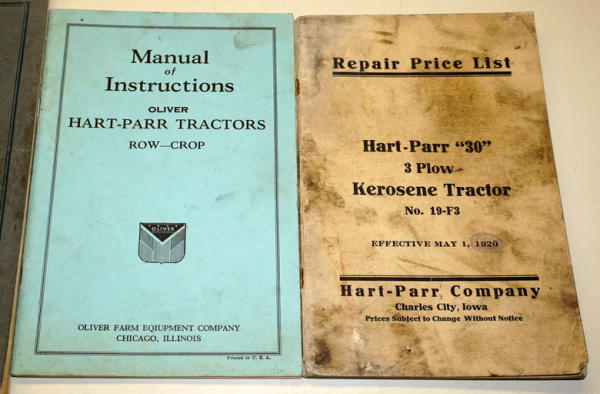 Manual
of
Instructions
OLIVER
HART-PARR TRACTORS
ROW—CROP
OLIVER
OLIVER FARM EQUIPMENT COMPANY
CHICAGO, ILLINOIS
Printed in U. S. A.
Repair Price List
Hart-Parr "30"
3 Plow
Kerosene Tractor
No. 19-F3
EFFECTIVE MAY 1, 1920
Hart-Parr Company
Charles City, Iowa
Prices Subject to Change Without Notice